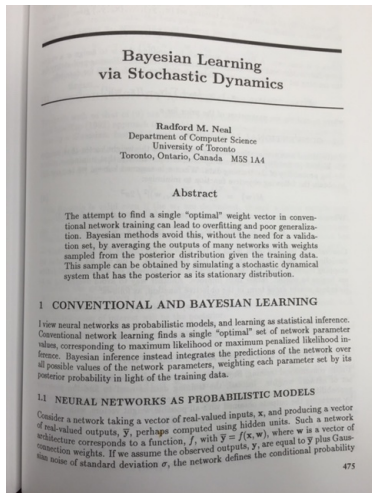 Bayesian Learning
via Stochastic Dynamics
Radford M. Neal
Department of Computer Science
University of Toronto
Toronto, Ontario, Canada M5S 1A4
Abstract
The attempt to find a single “optimal” weight vector in conven-
tional network training can lead to overfitting and poor generaliza-
tion. Bayesian methods avoid this, without the need for a valida-
tion set, by averaging the outputs of many networks with weights
sampled from the posterior distribution given the training data.
This sample can be obtained by simulating a stochastic dynamical
system that has the posterior as its stationary distribution.
1 CONVENTIONAL AND BAYESIAN LEARNING
I view neural networks as probabilistic models, and learning as statistical inference.
Conventional network learning finds a single “optimal” set of network parameter
values, corresponding to maximum likelihood or maximum penalized likelihood in-
ference. Bayesian inference instead integrates the predictions of the network over
all possible values of the network parameters, weighting each parameter set by its
posterior probability in light of the training data.
1.1 NEURAL NETWORKS AS PROBABILISTIC MODELS
Consider a network taking a vector of real-valued inputs, x, and producing a vector
of real-valued outputs, ỹ, perhaps computed using hidden units. Such a network
architecture corresponds to a function, f, with ỹ = f(x, w), where w is a vector of
connection weights. If we assume the observed outputs, y, are equal to ỹ plus Gaus-
sian noise of standard deviation σ, the network defines the conditional probability
475